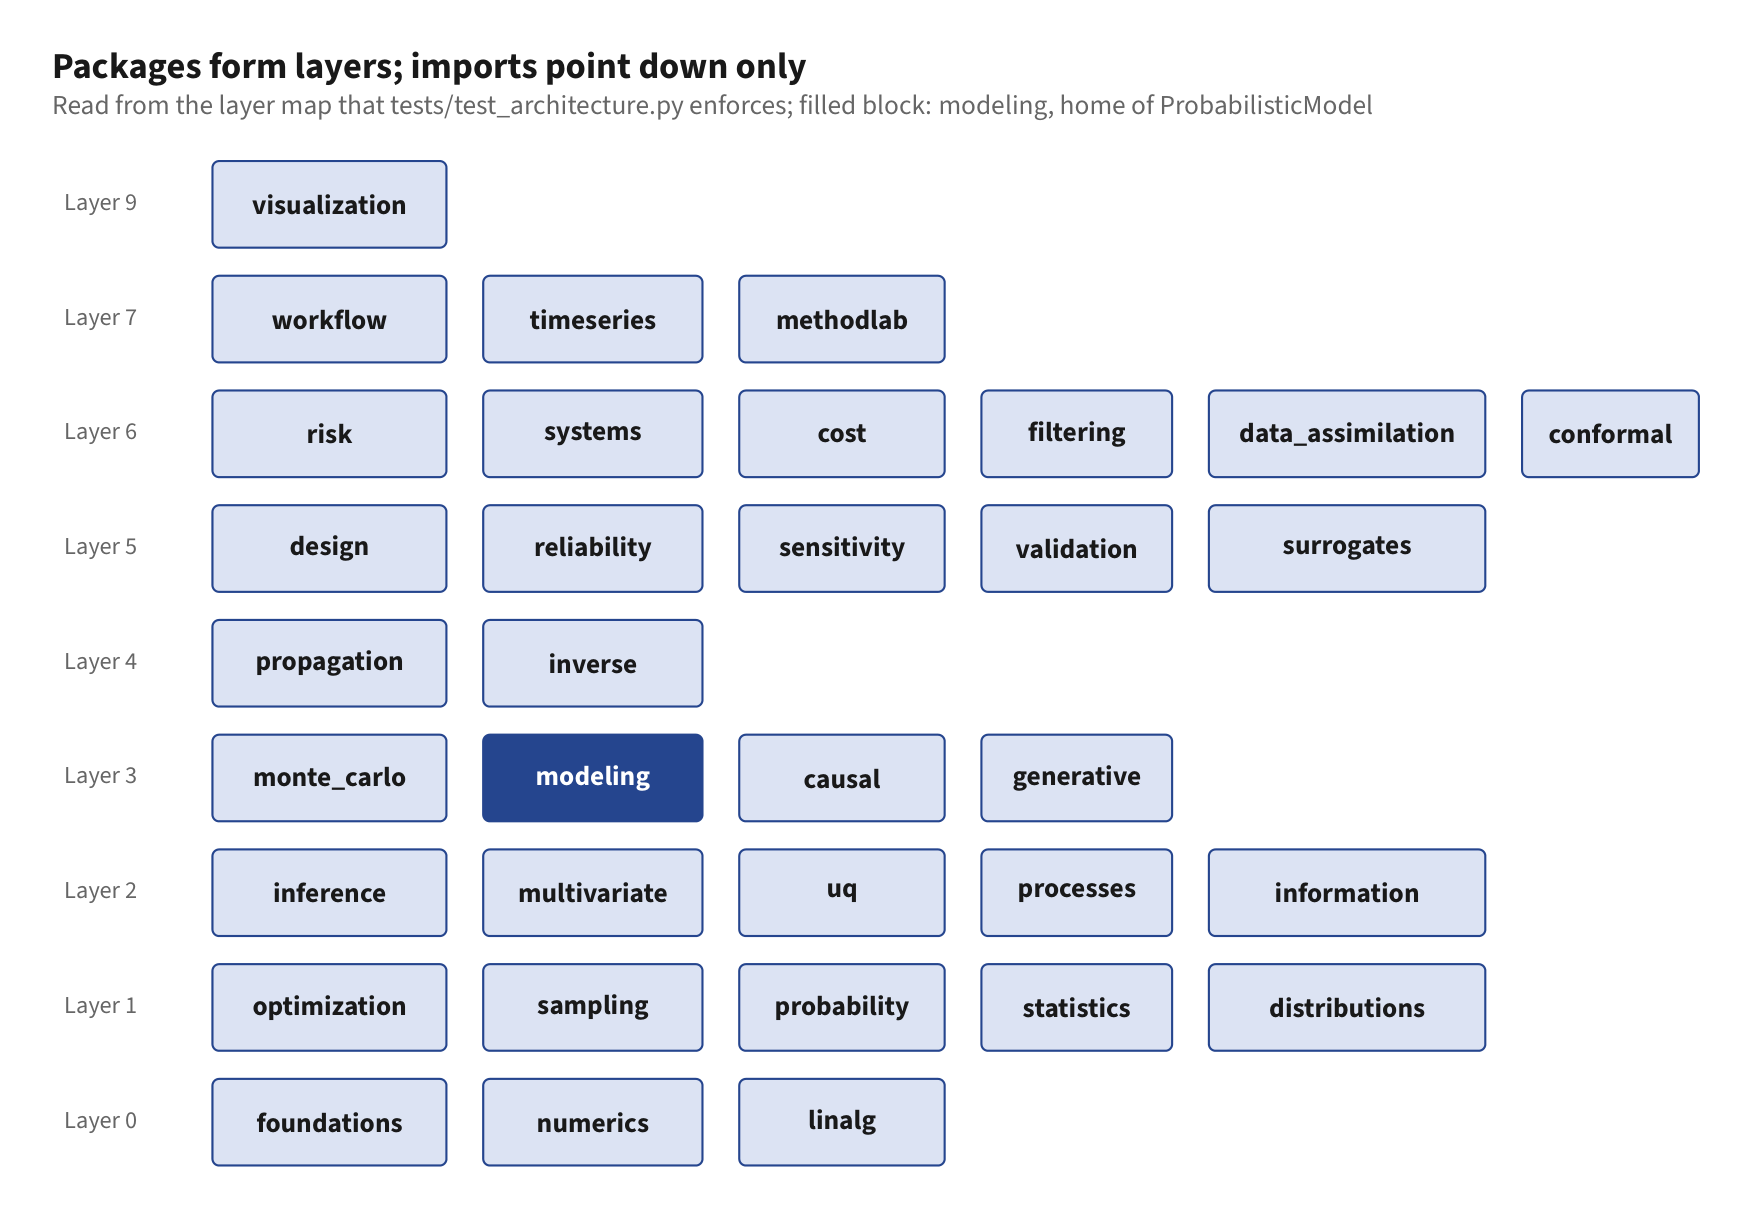 Packages form layers; imports point down only
Read from the layer map that tests/test_architecture.py enforces; filled block: modeling, home of ProbabilisticModel
Layer 9 visualization
Layer 7 workflow timeseries methodlab
Layer 6 risk systems cost filtering data_assimilation conformal
Layer 5 design reliability sensitivity validation surrogates
Layer 4 propagation inverse
Layer 3 monte_carlo modeling causal generative
Layer 2 inference multivariate uq processes information
Layer 1 optimization sampling probability statistics distributions
Layer 0 foundations numerics linalg